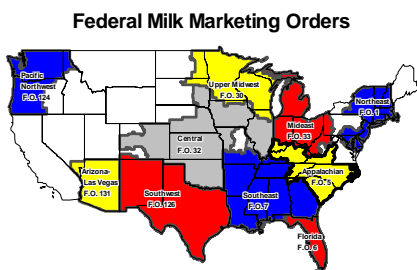 Federal Milk Marketing Orders
Pacific
Northwest
F.O. 124
Upper Midwest
F.O. 30
Northeast
F.O. 1
Mideast
F.O. 33
Central
F.O. 32
Appalachian
F.O. 5
Arizona-
Las Vegas
F.O. 131
Southwest
F.O. 126
Southeast
F.O. 7
Florida
F.O. 6